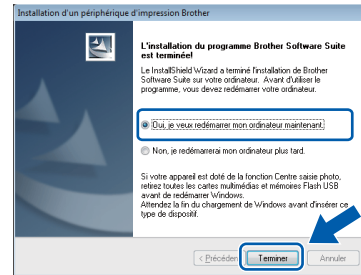 Installation d'un périphérique d'impression Brother
L'installation du programme Brother Software Suite
est terminée!
Le InstallShield Wizard a terminé l'installation de Brother
Software Suite sur votre ordinateur. Avant d'utiliser le
programme, vous devez redémarrer votre ordinateur.
Oui, je veux redémarrer mon ordinateur maintenant.
Non, je redémarrerai mon ordinateur plus tard.
Si votre appareil est doté de la fonction Centre saisie photo,
retirez toutes les cartes multimédias et mémoires Flash USB
avant de redémarrer Windows.
Attendez la fin du chargement de Windows avant d'insérer ce
type de dispositif.
< Précéden Terminer Annuler